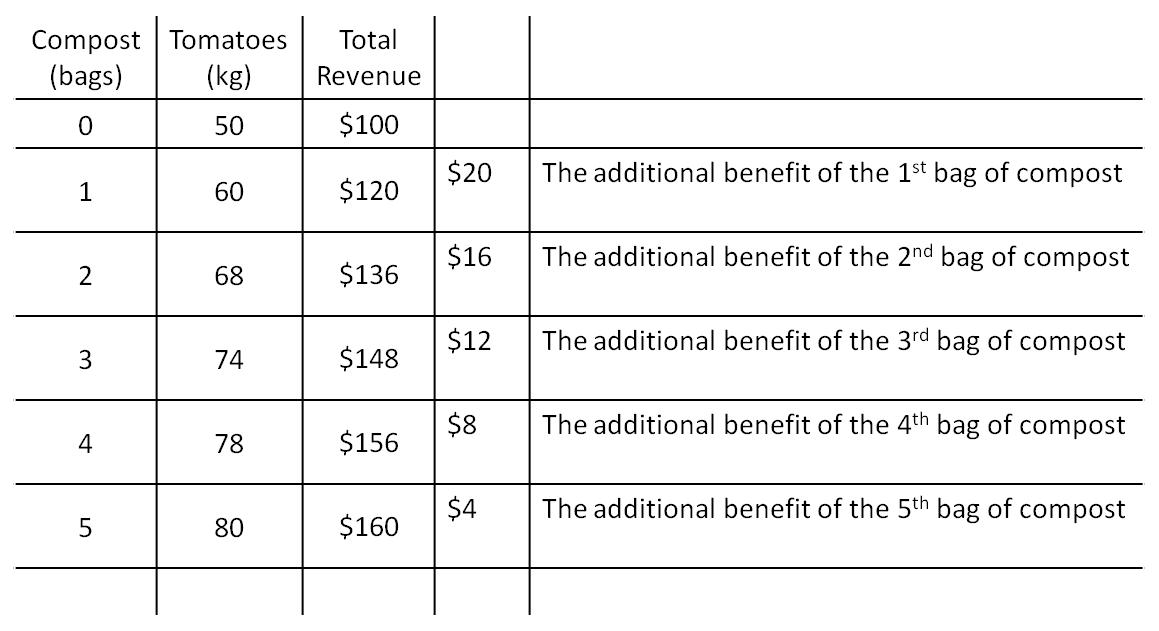 Compost Tomatoes Total
(bags) (kg) Revenue
0 50 $100
1 60 $120 $20 The additional benefit of the 1st bag of compost
2 68 $136 $16 The additional benefit of the 2nd bag of compost
3 74 $148 $12 The additional benefit of the 3rd bag of compost
4 78 $156 $8 The additional benefit of the 4th bag of compost
5 80 $160 $4 The additional benefit of the 5th bag of compost